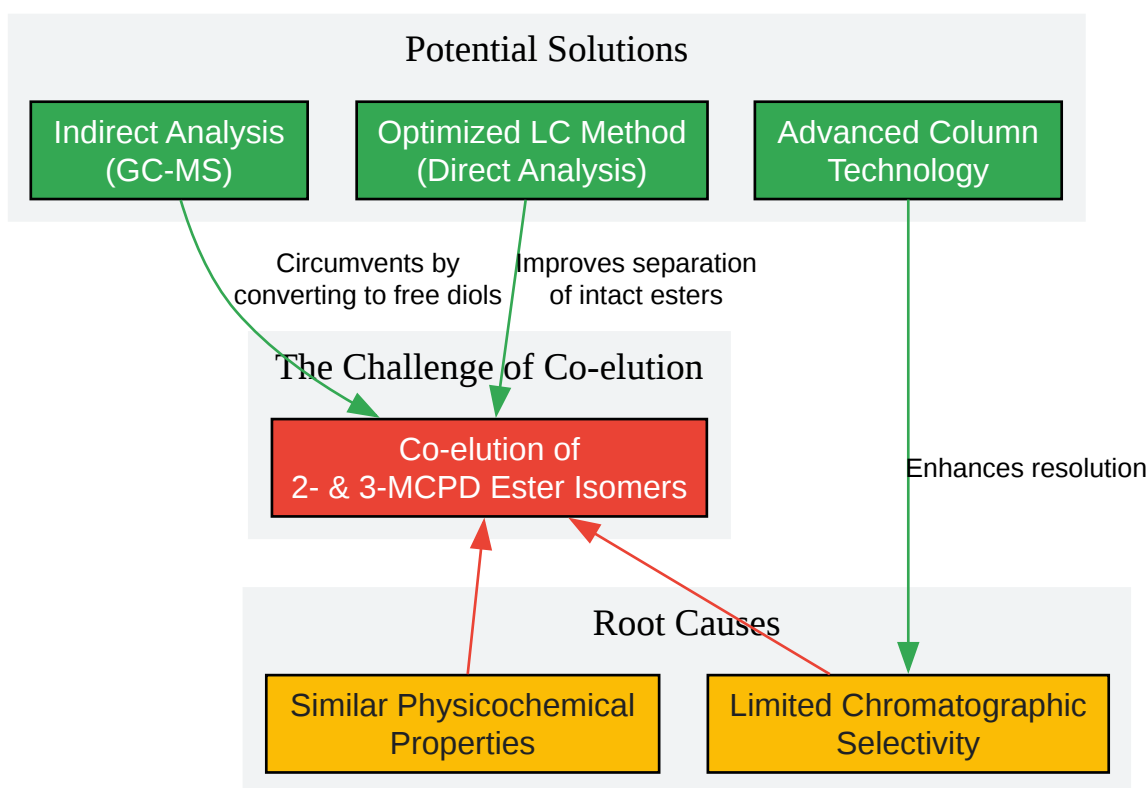 Potential Solutions
Indirect Analysis
(GC-MS)
Optimized LC Method
(Direct Analysis)
Advanced Column
Technology
Circumvents by
converting to free diols
Improves separation
of intact esters
The Challenge of Co-elution
Co-elution of
2- & 3-MCPD Ester Isomers
Enhances resolution
Root Causes
Similar Physicochemical
Properties
Limited Chromatographic
Selectivity